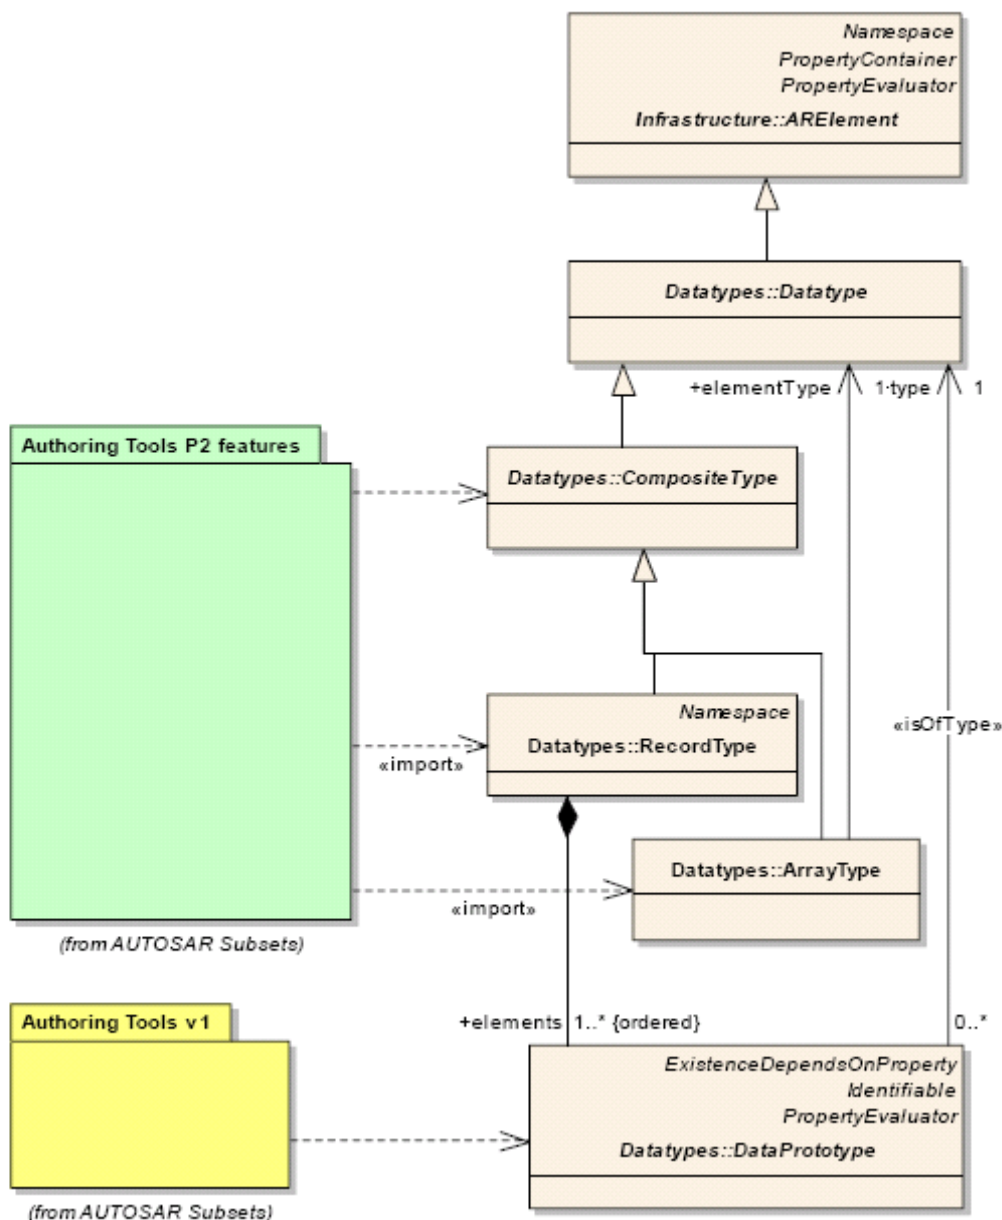 Namespace
PropertyContainer
PropertyEvaluator
Infrastructure::ARElement
Datatypes::Datatype
+elementType 1 ·type 1
Authoring Tools P2 features
Datatypes::CompositeType
Namespace
Datatypes::RecordType
«isOfType»
«import»
Datatypes::ArrayType
«import»
(from AUTOSAR Subsets)
Authoring Tools v1
+elements 1..* {ordered} 0..*
ExistenceDependsOnProperty
Identifiable
PropertyEvaluator
Datatypes::DataPrototype
(from AUTOSAR Subsets)